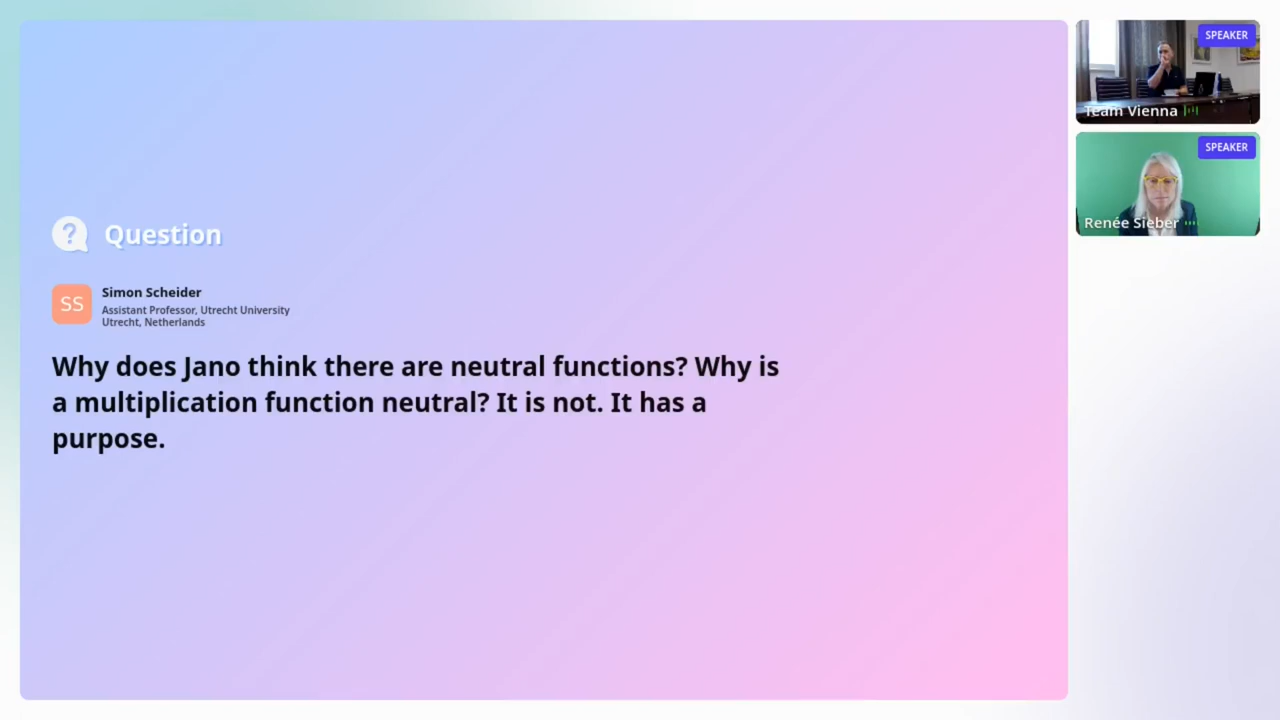 Question
SS
Simon Scheider
Assistant Professor, Utrecht University
Utrecht, Netherlands
Why does Jano think there are neutral functions? Why is
a multiplication function neutral? It is not. It has a
purpose.
SPEAKER
Team Vienna
SPEAKER
Renée Sieber